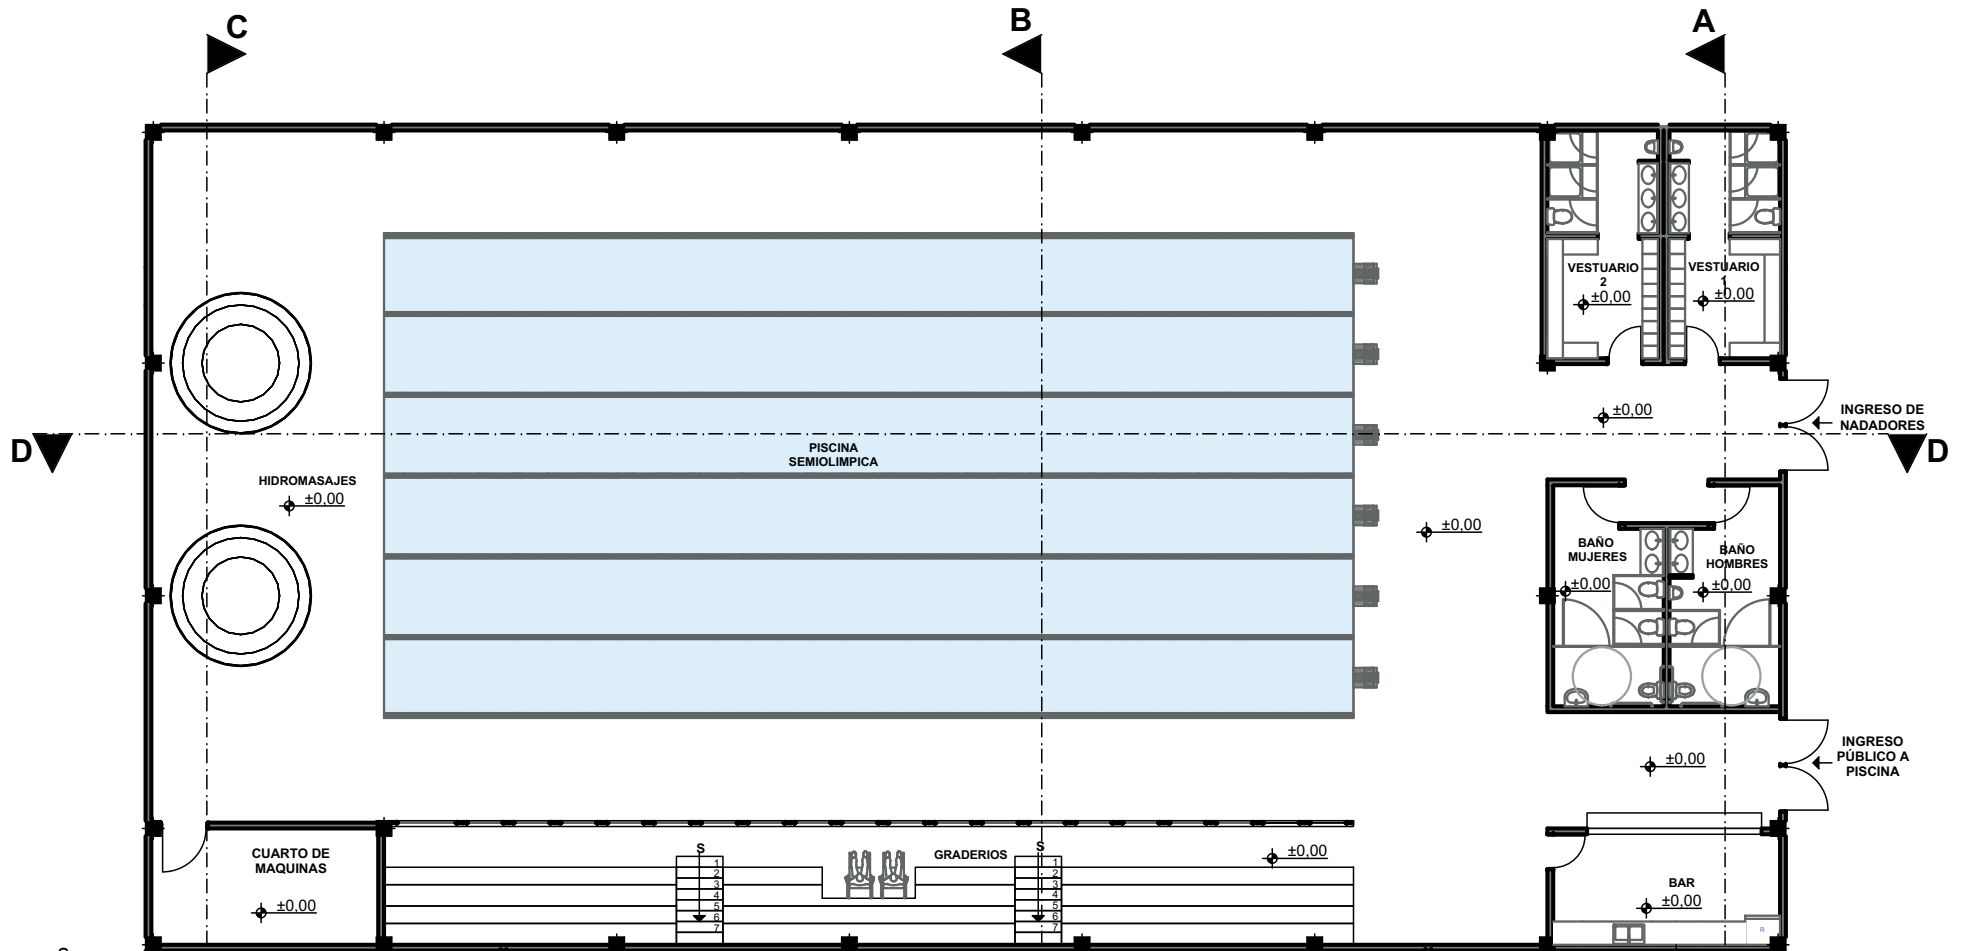 C
B
A
VESTUARIO
2
±0,00
VESTUARIO
1
±0,00
±0,00
INGRESO DE
NADADORES
D
D
PISCINA
SEMIOLIMPICA
HIDROMASAJES
±0,00
±0,00
BAÑO
MUJERES
±0,00
BAÑO
HOMBRES
±0,00
±0,00
INGRESO
PÚBLICO A
PISCINA
CUARTO DE
MAQUINAS
±0,00
S
1
2
3
4
5
6
7
GRADERIOS
S
1
2
3
4
5
6
7
±0,00
BAR
±0,00
R